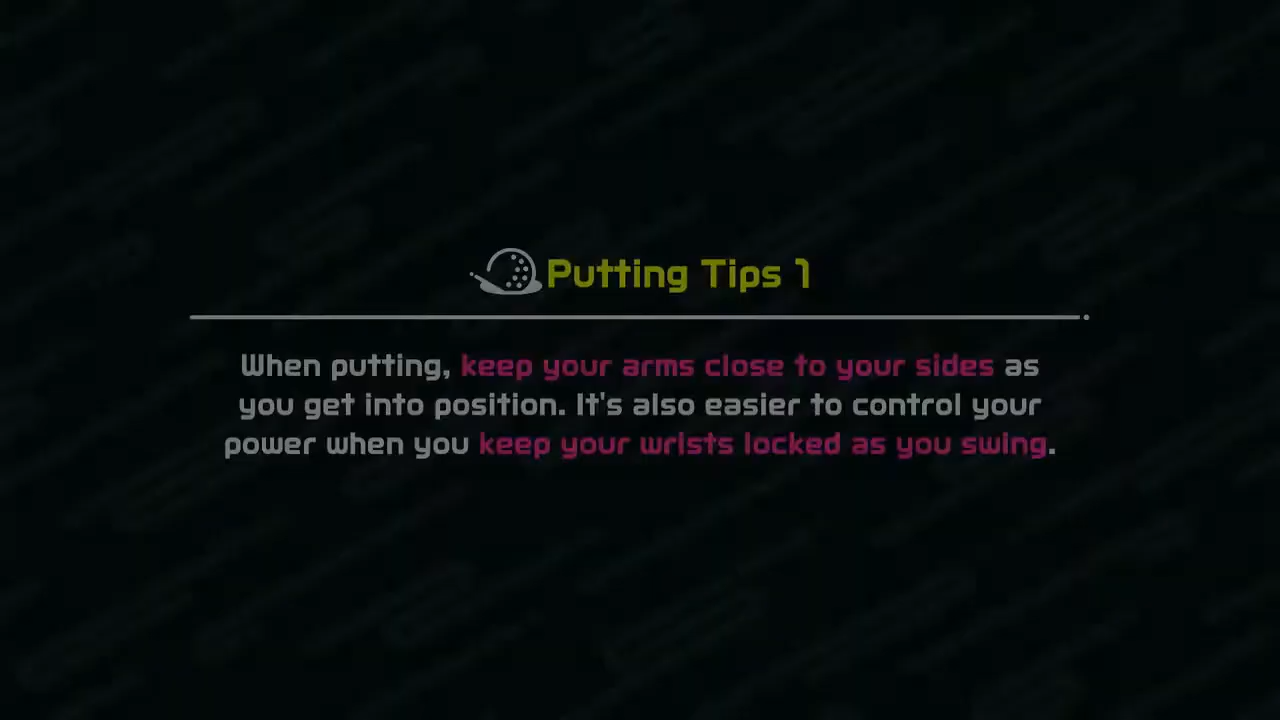 Putting Tips 1
When putting, keep your arms close to your sides as
you get into position. It's also easier to control your
power when you keep your wrists locked as you swing.